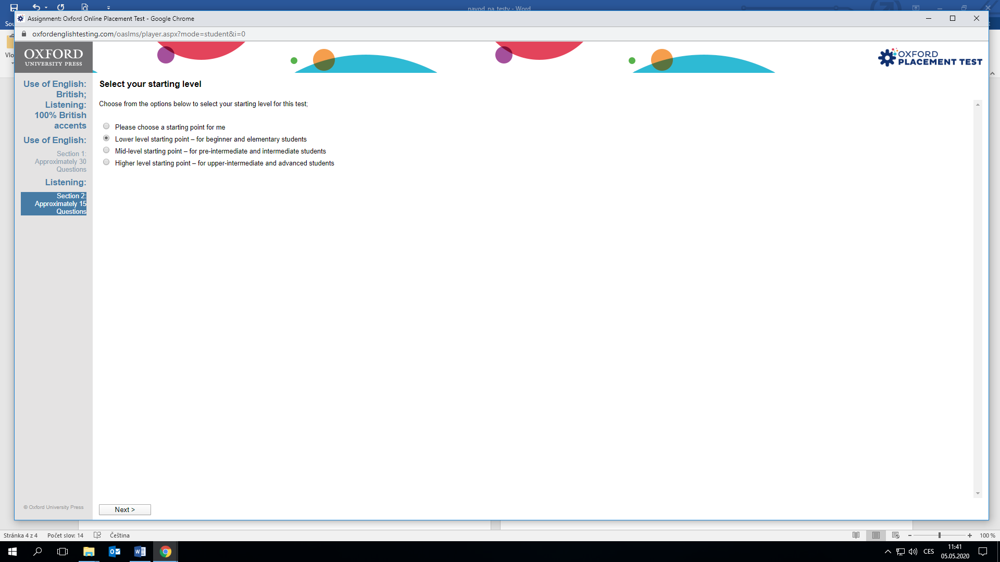 navod_na_testy - Word
Assignment: Oxford Online Placement Test - Google Chrome
oxfordenglishtesting.com/oaslms/player.aspx?mode=student&i=0
OXFORD
UNIVERSITY PRESS
OXFORD
PLACEMENT TEST
Use of English:
British;
Listening:
100% British
accents
Use of English:
Section 1:
Approximately 30
Questions
Listening:
Section 2:
Approximately 15
Questions
© Oxford University Press
Select your starting level
Choose from the options below to select your starting level for this test;
Please choose a starting point for me
Lower level starting point – for beginner and elementary students
Mid-level starting point – for pre-intermediate and intermediate students
Higher level starting point – for upper-intermediate and advanced students
Next >
Stránka 4 z 4 Počet slov: 14 Čeština
100 %
CES
11:41
05.05.2020